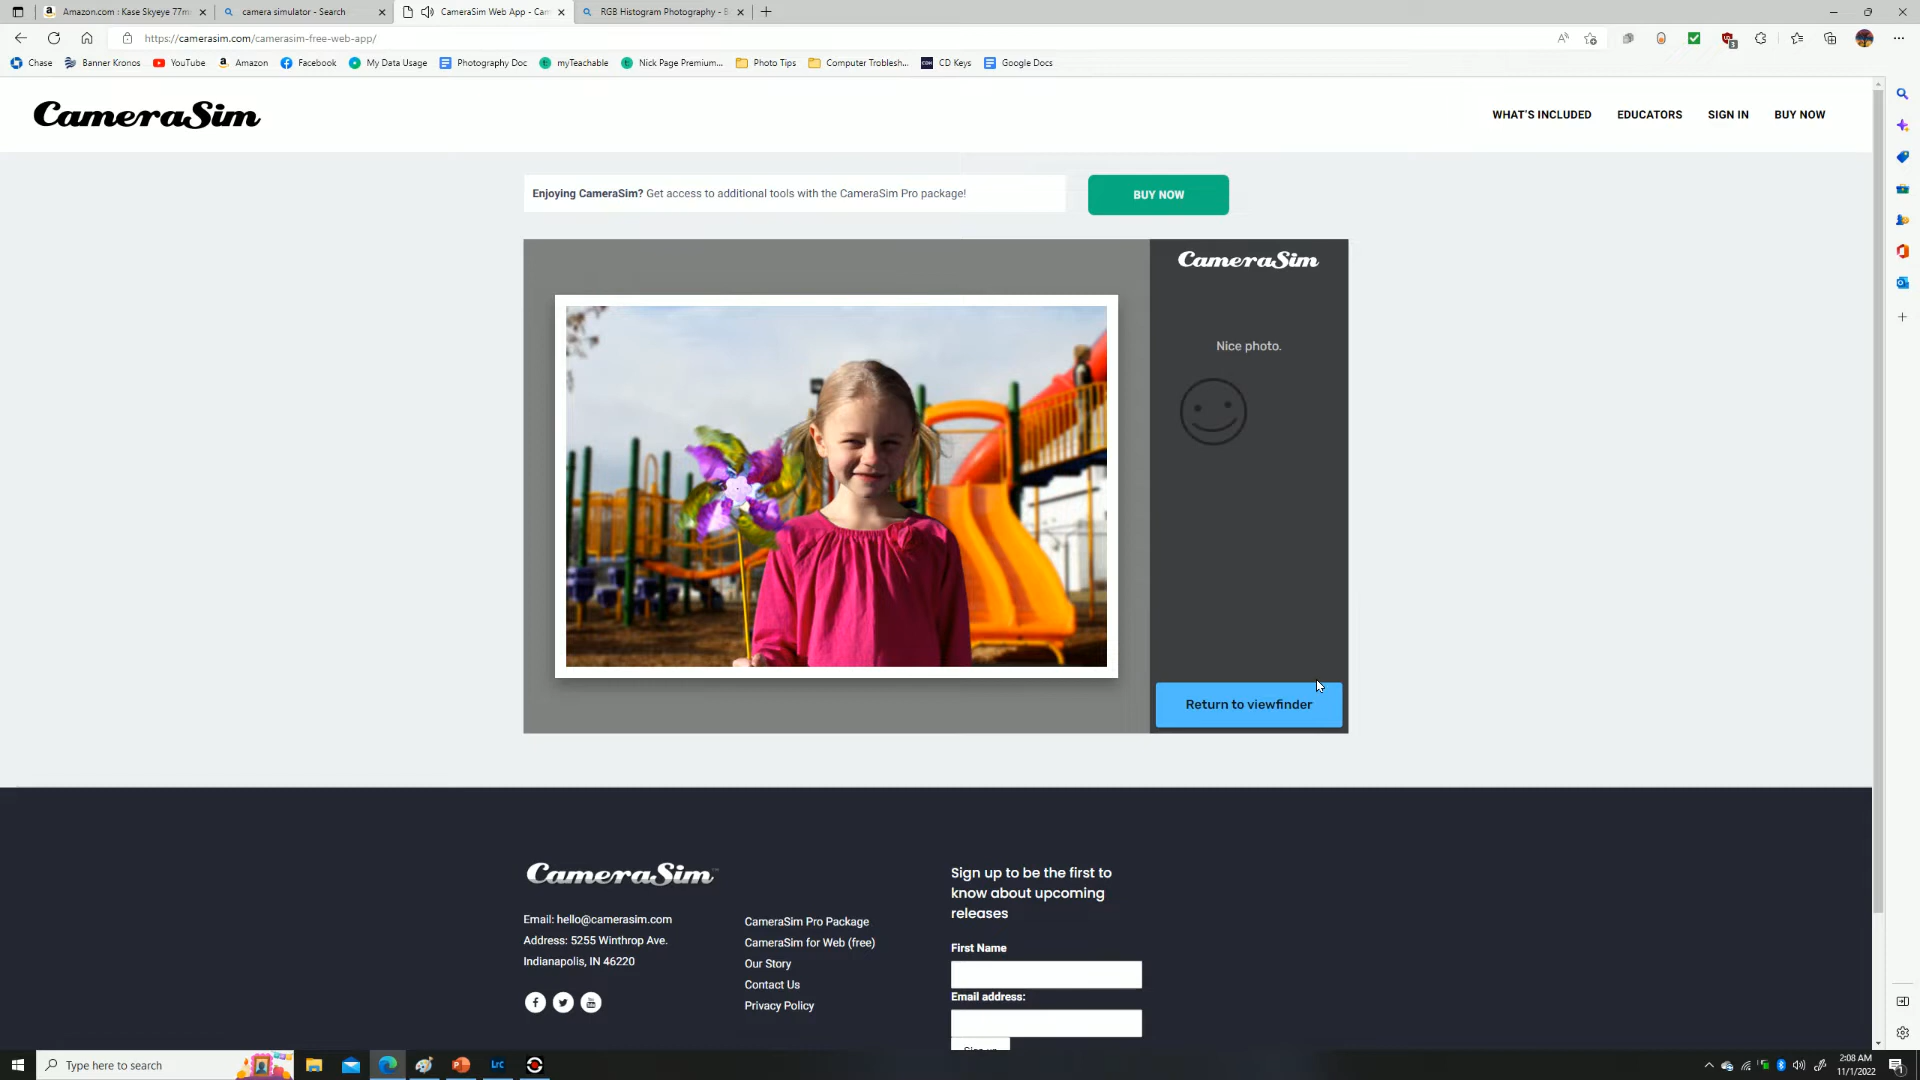 Amazon.com : Kase Skyeye 77m
camera simulator - Search
CameraSim Web App - Cam
RGB Histogram Photography - B
https://camerasim.com/camerasim-free-web-app/
Chase
Banner Kronos
YouTube
Amazon
Facebook
My Data Usage
Photography Doc
myTeachable
Nick Page Premium...
Photo Tips
Computer Troblesh...
CD Keys
Google Docs
CameraSim
WHAT'S INCLUDED
EDUCATORS
SIGN IN
BUY NOW
Enjoying CameraSim? Get access to additional tools with the CameraSim Pro package!
BUY NOW
CameraSim
Nice photo.
Return to viewfinder
CameraSim
Email: hello@camerasim.com
Address: 5255 Winthrop Ave.
Indianapolis, IN 46220
CameraSim Pro Package
CameraSim for Web (free)
Our Story
Contact Us
Privacy Policy
Sign up to be the first to
know about upcoming
releases
First Name
Email address:
Type here to search
Lrc
2:08 AM
11/1/2022